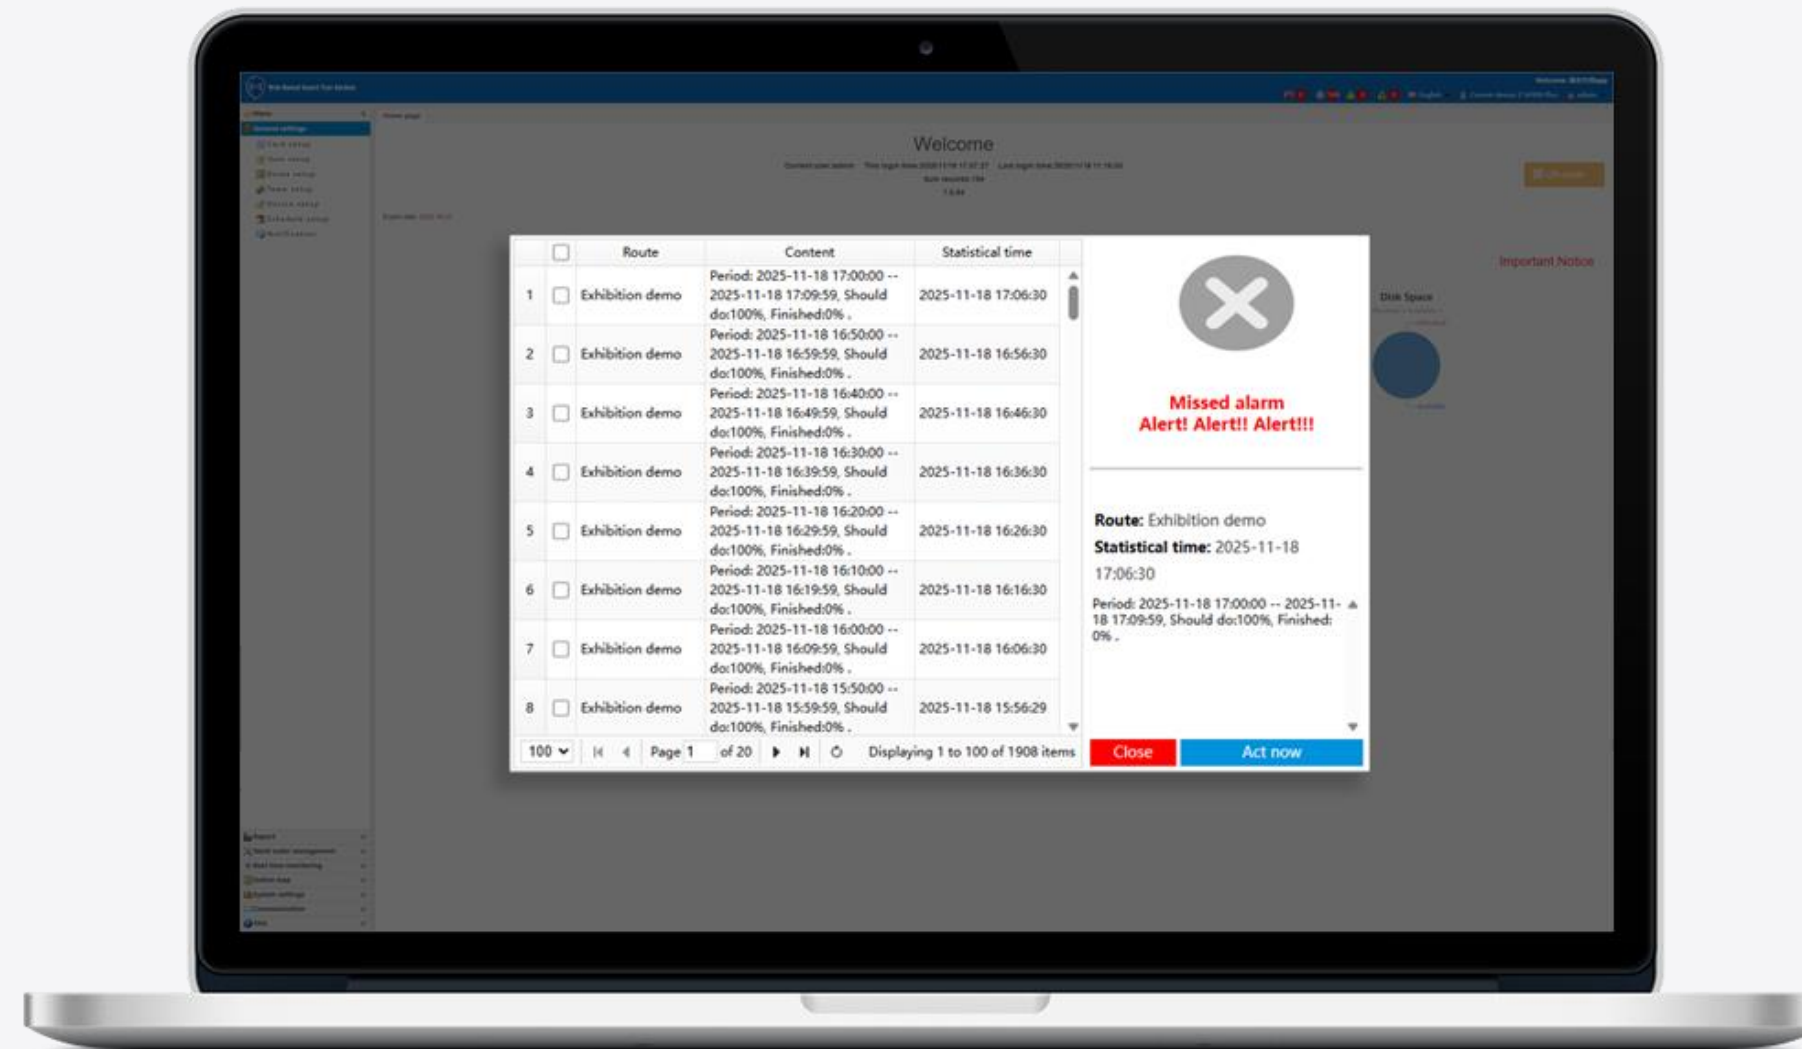 Welcome
Important Notice
Disk Space
Route Content Statistical time
1 Exhibition demo Period: 2025-11-18 17:00:00 -- 2025-11-18 17:06:30
2025-11-18 17:09:59, Should
do:100%, Finished:0% .
2 Exhibition demo Period: 2025-11-18 16:50:00 -- 2025-11-18 16:56:30
2025-11-18 16:59:59, Should
do:100%, Finished:0% .
3 Exhibition demo Period: 2025-11-18 16:40:00 -- 2025-11-18 16:46:30
2025-11-18 16:49:59, Should
do:100%, Finished:0% .
4 Exhibition demo Period: 2025-11-18 16:30:00 -- 2025-11-18 16:36:30
2025-11-18 16:39:59, Should
do:100%, Finished:0% .
5 Exhibition demo Period: 2025-11-18 16:20:00 -- 2025-11-18 16:26:30
2025-11-18 16:29:59, Should
do:100%, Finished:0% .
6 Exhibition demo Period: 2025-11-18 16:10:00 -- 2025-11-18 16:16:30
2025-11-18 16:19:59, Should
do:100%, Finished:0% .
7 Exhibition demo Period: 2025-11-18 16:00:00 -- 2025-11-18 16:06:30
2025-11-18 16:09:59, Should
do:100%, Finished:0% .
8 Exhibition demo Period: 2025-11-18 15:50:00 -- 2025-11-18 15:56:29
2025-11-18 15:59:59, Should
do:100%, Finished:0% .
100 Page 1 of 20 Displaying 1 to 100 of 1908 items
Missed alarm
Alert! Alert!! Alert!!!
Route: Exhibition demo
Statistical time: 2025-11-18
17:06:30
Period: 2025-11-18 17:00:00 -- 2025-11-
18 17:09:59, Should do:100%, Finished:
0% .
Close Act now